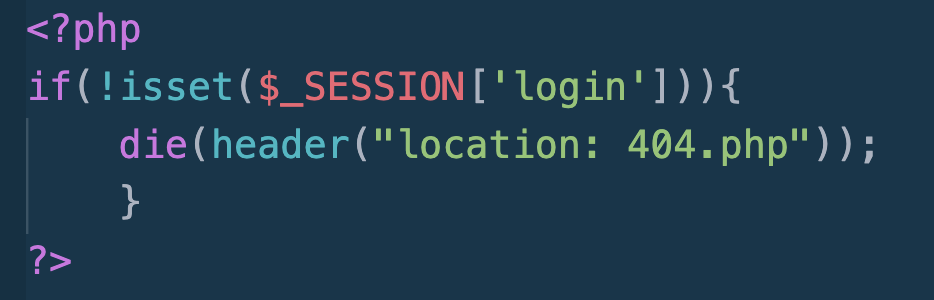 <?php
if(!isset($_SESSION['login'])){
    die(header("location: 404.php"));
    }
?>